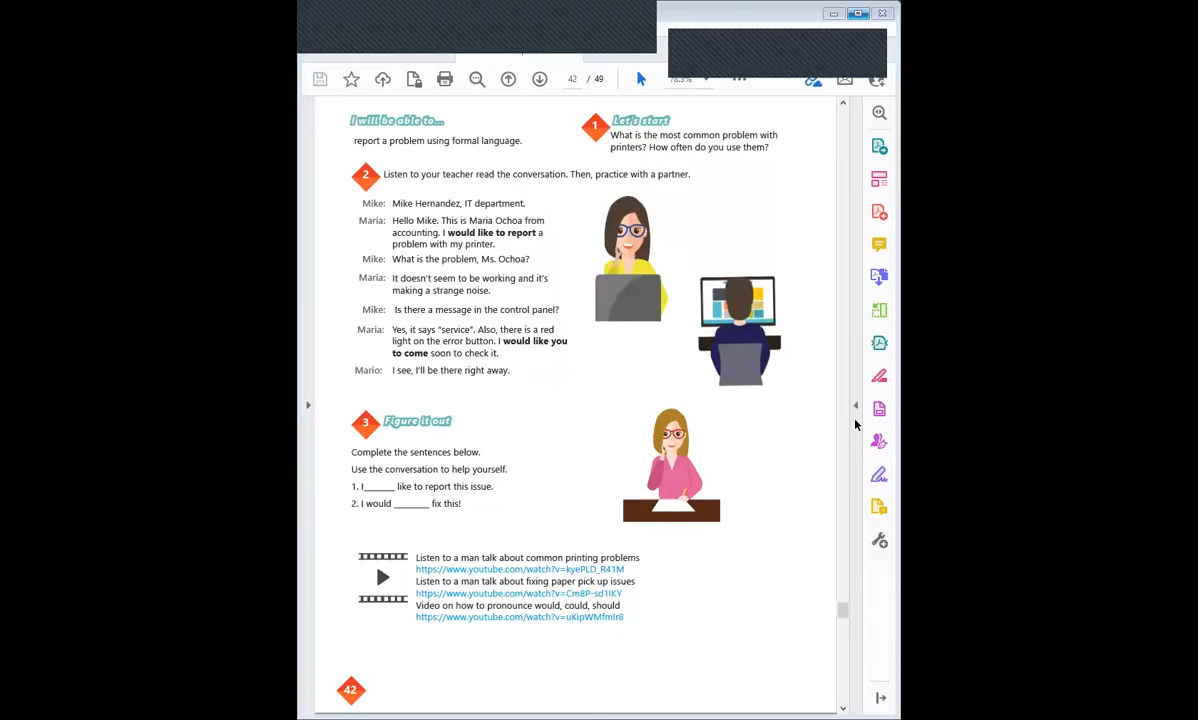 42 / 49
78.3%
I will be able to...
report a problem using formal language.
1 Let's start
What is the most common problem with
printers? How often do you use them?
2 Listen to your teacher read the conversation. Then, practice with a partner.
Mike: Mike Hernandez, IT department.
Maria: Hello Mike. This is Maria Ochoa from
accounting. I would like to report a
problem with my printer.
Mike: What is the problem, Ms. Ochoa?
Maria: It doesn't seem to be working and it's
making a strange noise.
Mike: Is there a message in the control panel?
Maria: Yes, it says "service". Also, there is a red
light on the error button. I would like you
to come soon to check it.
Mario: I see, I'll be there right away.
3 Figure it out
Complete the sentences below.
Use the conversation to help yourself.
1. I______ like to report this issue.
2. I would _______ fix this!
Listen to a man talk about common printing problems
https://www.youtube.com/watch?v=kyePLD_R41M
Listen to a man talk about fixing paper pick up issues
https://www.youtube.com/watch?v=Cm8P-sd1IKY
Video on how to pronounce would, could, should
https://www.youtube.com/watch?v=uKipWMfmIr8
42